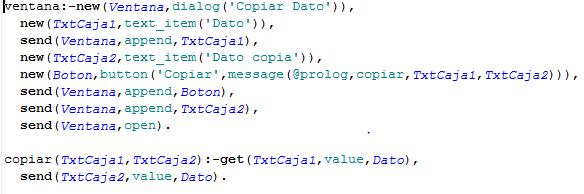 ventana:-new(Ventana,dialog('Copiar Dato')),
new(TxtCaja1,text_item('Dato')),
send(Ventana,append,TxtCaja1),
new(TxtCaja2,text_item('Dato copia')),
new(Boton,button('Copiar',message(@prolog,copiar,TxtCaja1,TxtCaja2))),
send(Ventana,append,Boton),
send(Ventana,append,TxtCaja2),
send(Ventana,open).
copiar(TxtCaja1,TxtCaja2):-get(TxtCaja1,value,Dato),
send(TxtCaja2,value,Dato).